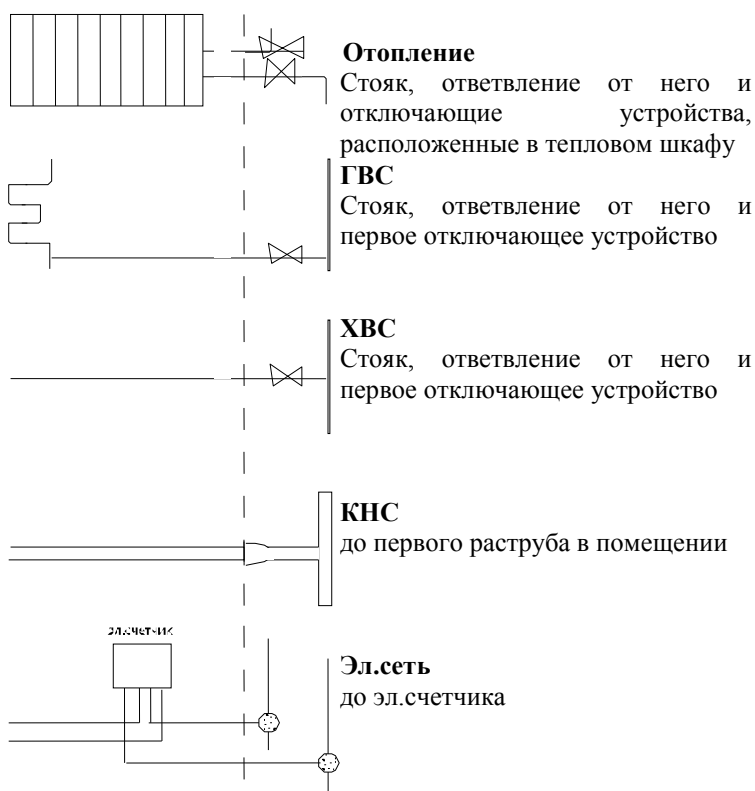 Отопление
Стояк, ответвление от него и
отключающие устройства,
расположенные в тепловом шкафу
ГВС
Стояк, ответвление от него и
первое отключающее устройство
ХВС
Стояк, ответвление от него и
первое отключающее устройство
КНС
до первого раструба в помещении
эл.счетчик
Эл.сеть
до эл.счетчика